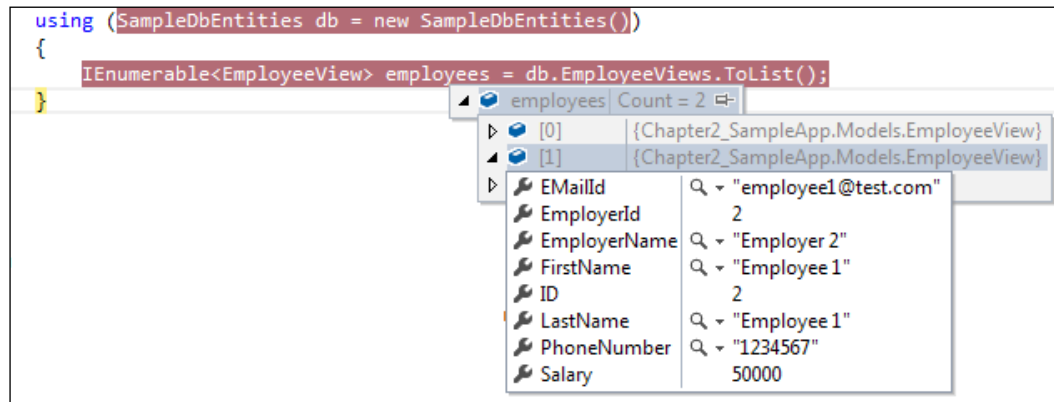 using (SampleDbEntities db = new SampleDbEntities())
{
IEnumerable<EmployeeView> employees = db.EmployeeViews.ToList();
}
employees Count = 2
[0] {Chapter2_SampleApp.Models.EmployeeView}
[1] {Chapter2_SampleApp.Models.EmployeeView}
EMailId "employee1@test.com"
EmployerId 2
EmployerName "Employer 2"
FirstName "Employee 1"
ID 2
LastName "Employee 1"
PhoneNumber "1234567"
Salary 50000